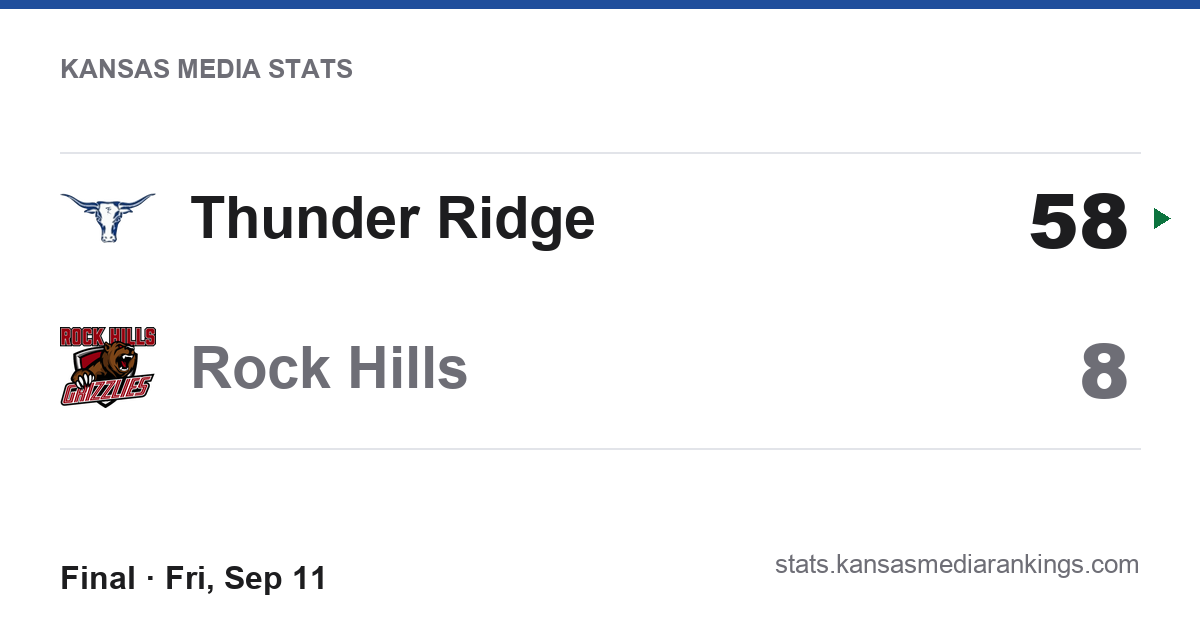 KANSAS MEDIA STATS
Thunder Ridge 58
ROCK HILLS
GRIZZLIES
Rock Hills 8
Final · Fri, Sep 11
stats.kansasmediarankings.com